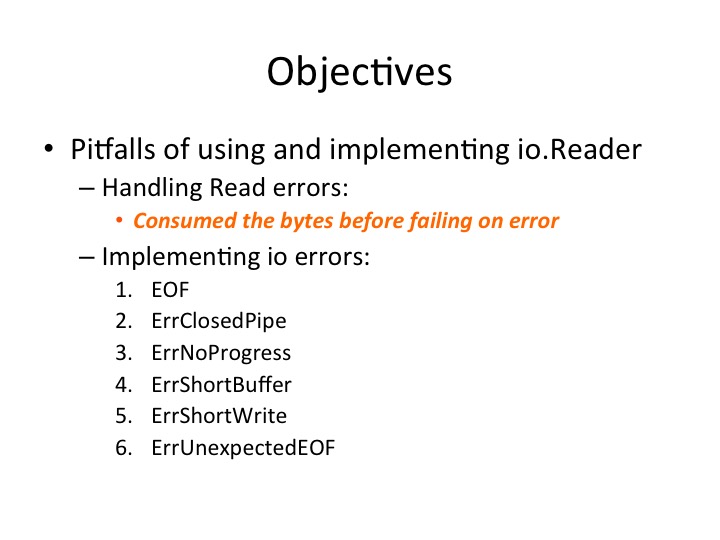 Objectives
• Pitfalls of using and implementing io.Reader
– Handling Read errors:
• Consumed the bytes before failing on error
– Implementing io errors:
1. EOF
2. ErrClosedPipe
3. ErrNoProgress
4. ErrShortBuffer
5. ErrShortWrite
6. ErrUnexpectedEOF